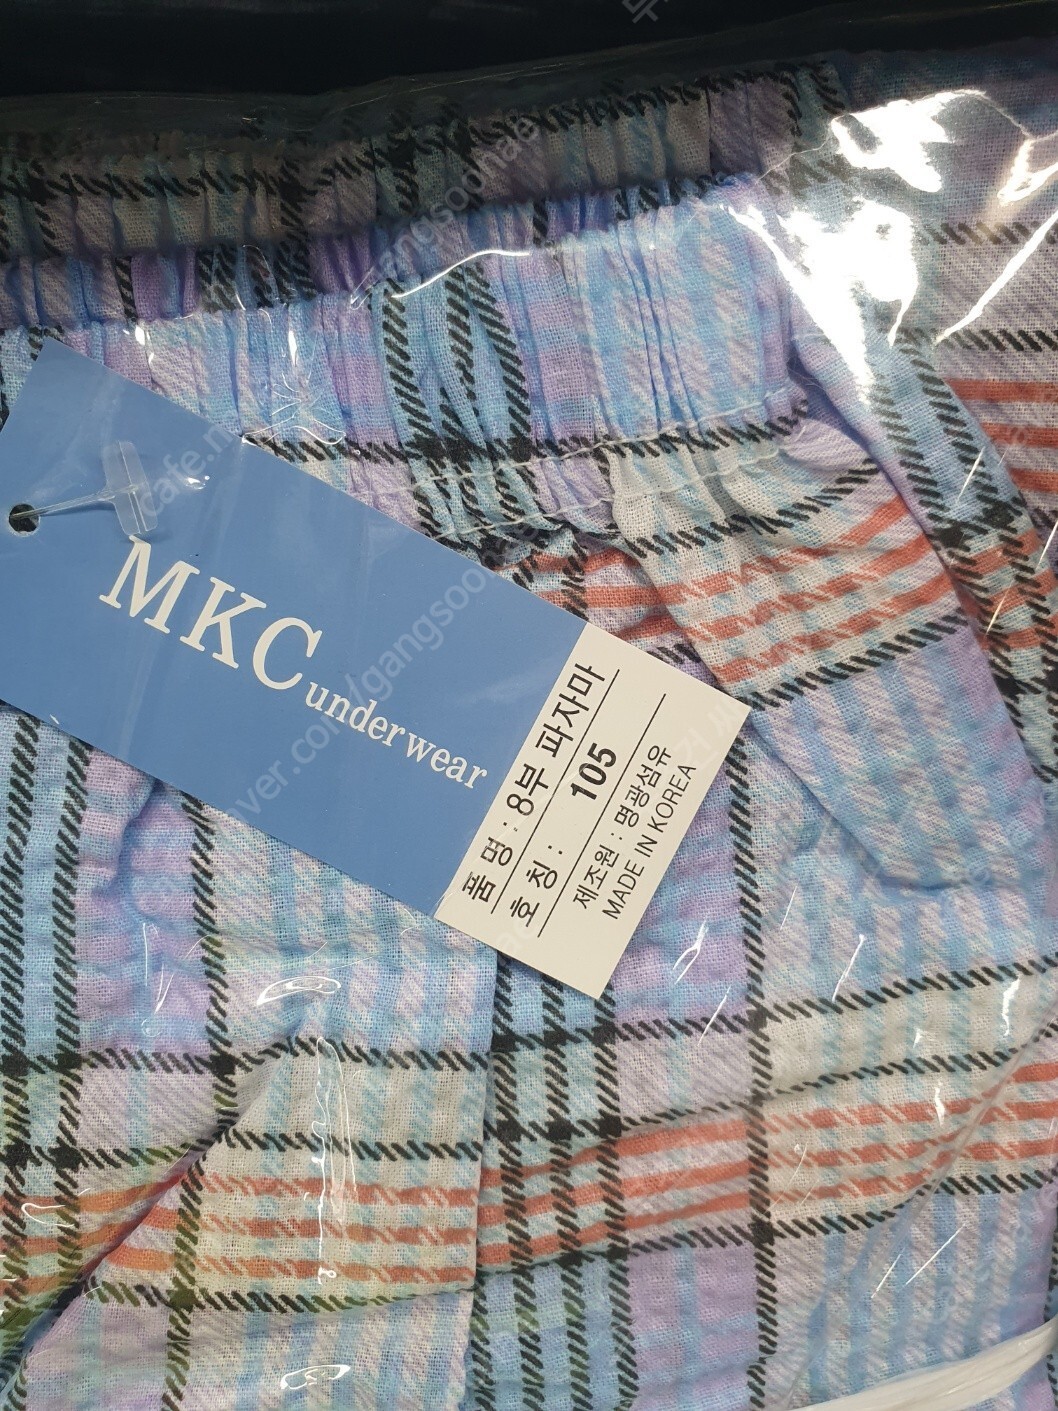 MKC underwear
품 명 : 8부 파자마
호 칭 : 105
제조원 : 명광섬유
MADE IN KOREA